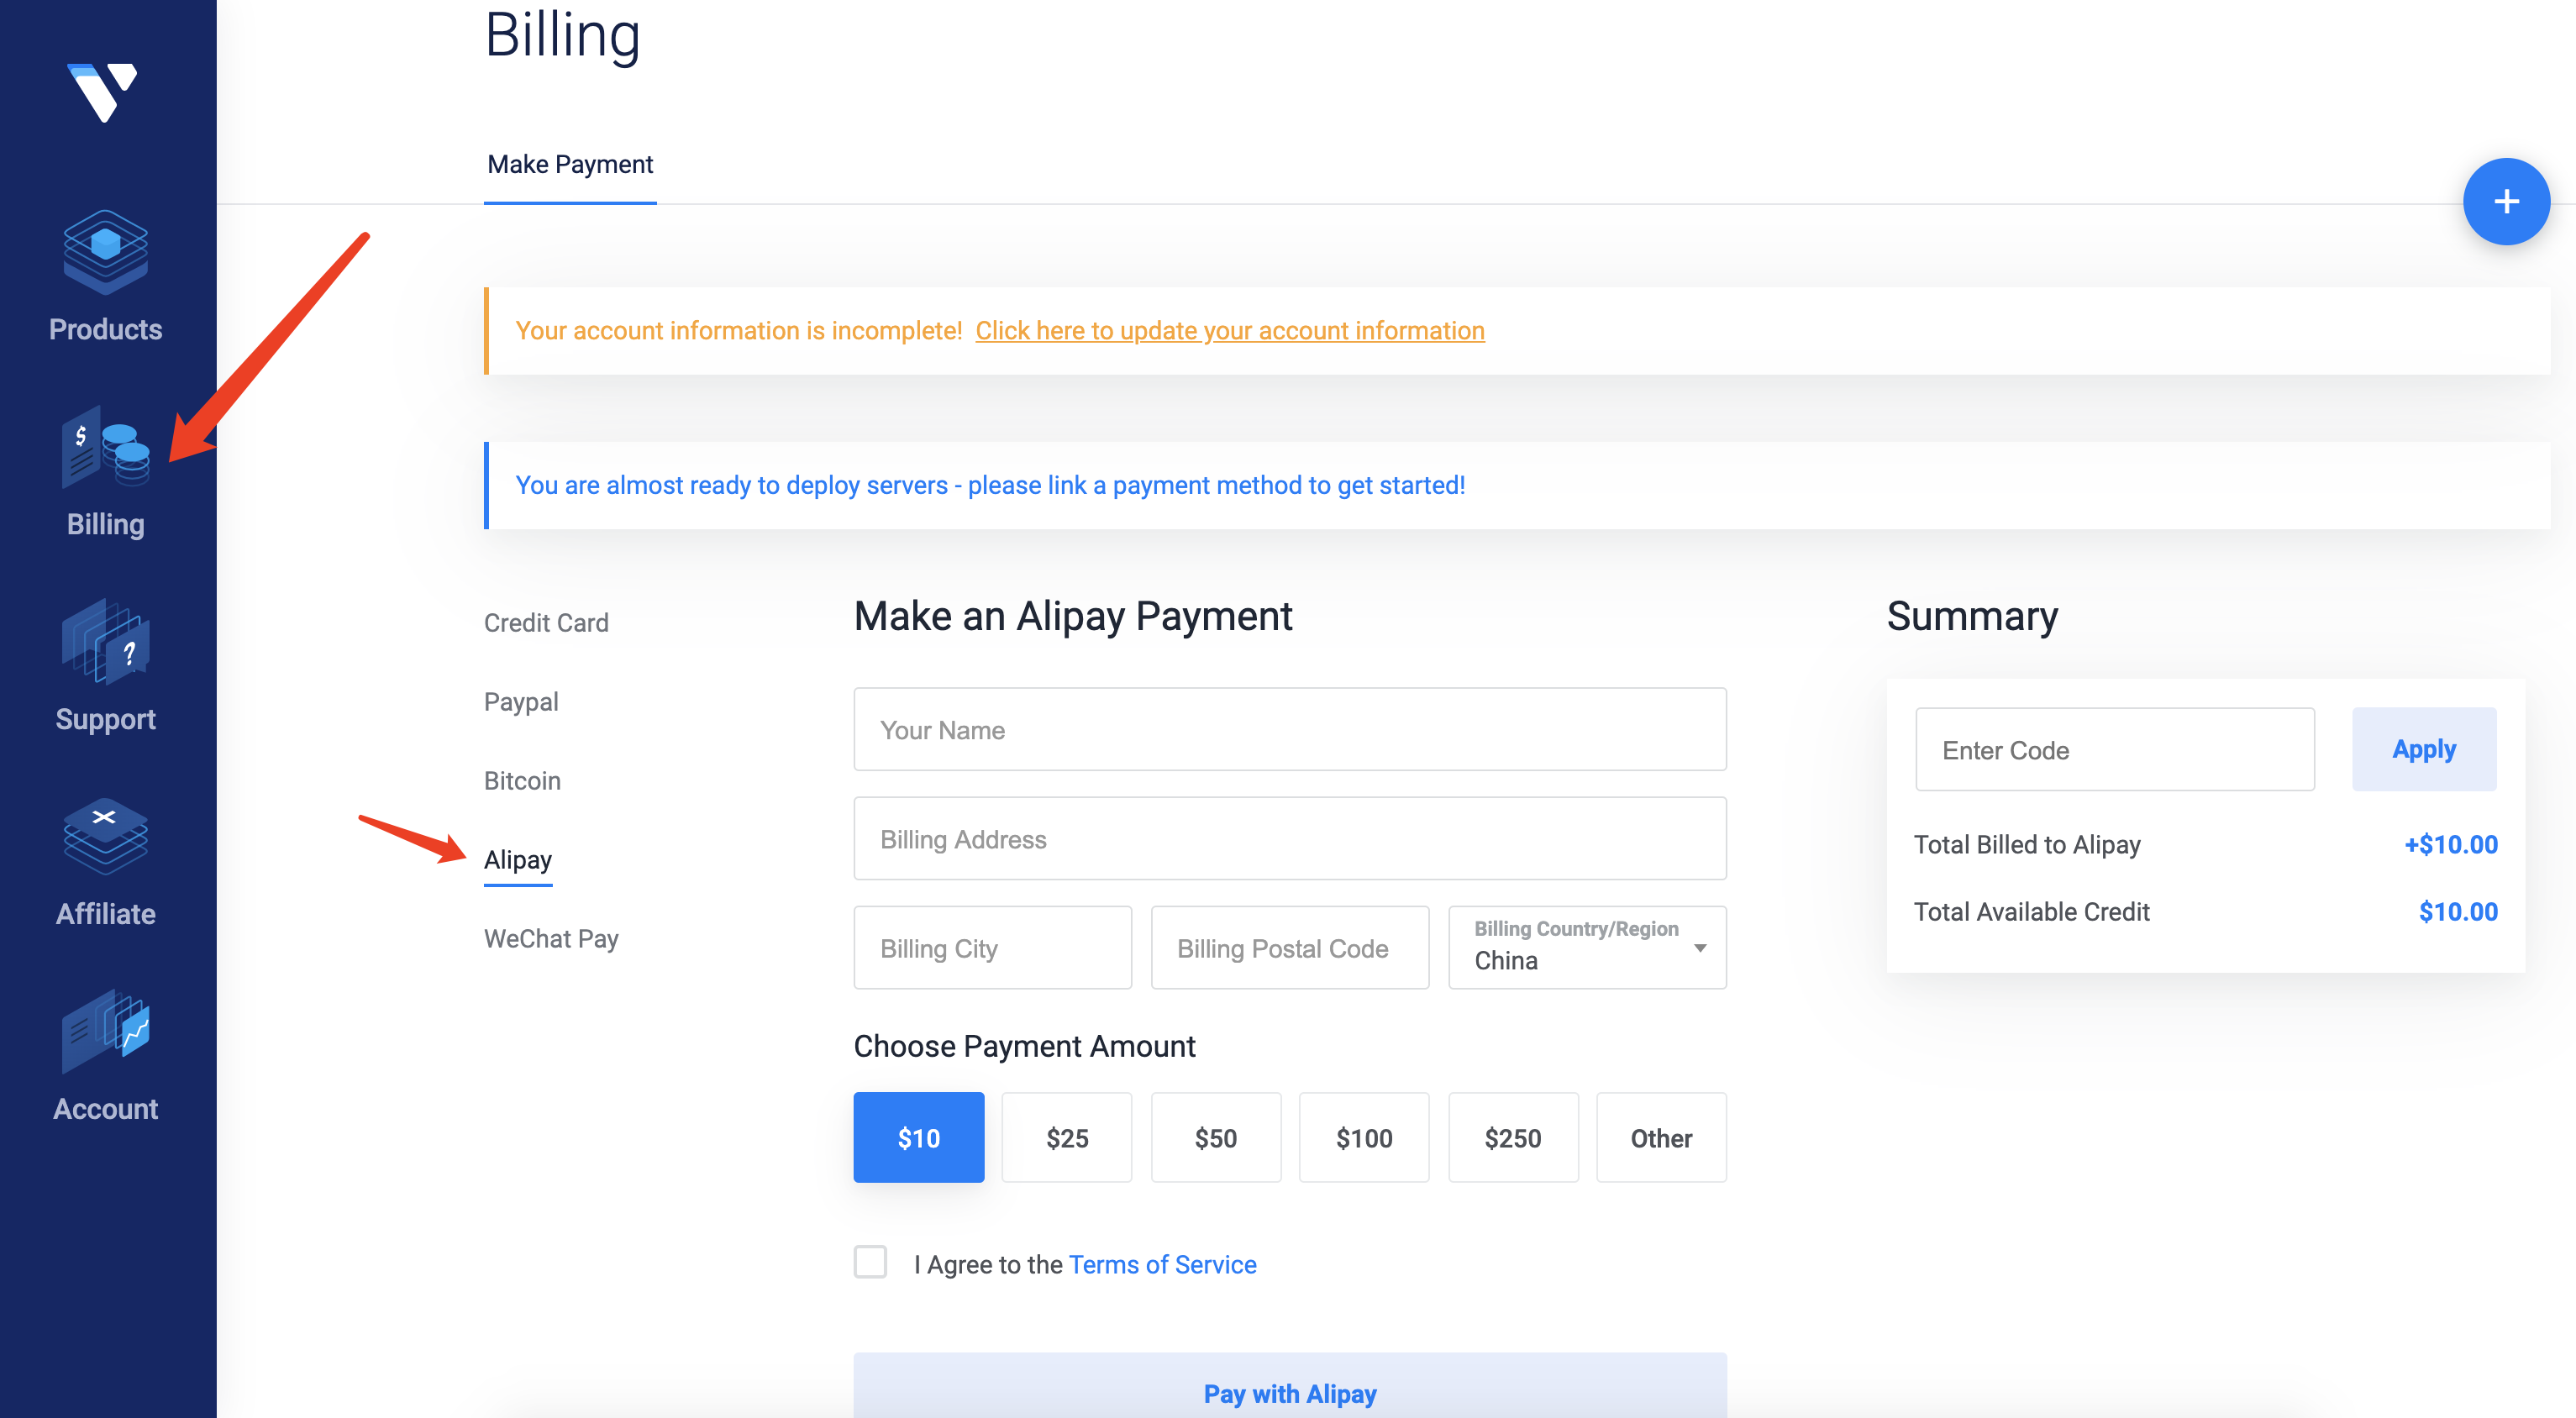 Billing
Make Payment
+
Products
Billing
Support
Affiliate
Account
$
?
Your account information is incomplete! Click here to update your account information
You are almost ready to deploy servers - please link a payment method to get started!
Credit Card
Paypal
Bitcoin
Alipay
WeChat Pay
Make an Alipay Payment
Your Name
Billing Address
Billing City
Billing Postal Code
Billing Country/Region
China
Choose Payment Amount
$10
$25
$50
$100
$250
Other
I Agree to the Terms of Service
Pay with Alipay
Summary
Enter Code
Apply
Total Billed to Alipay
+$10.00
Total Available Credit
$10.00